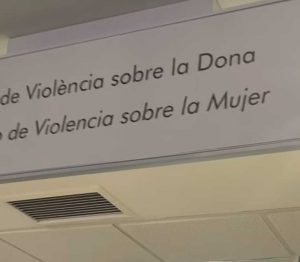 de Violència sobre la Dona
de Violencia sobre la Mujer